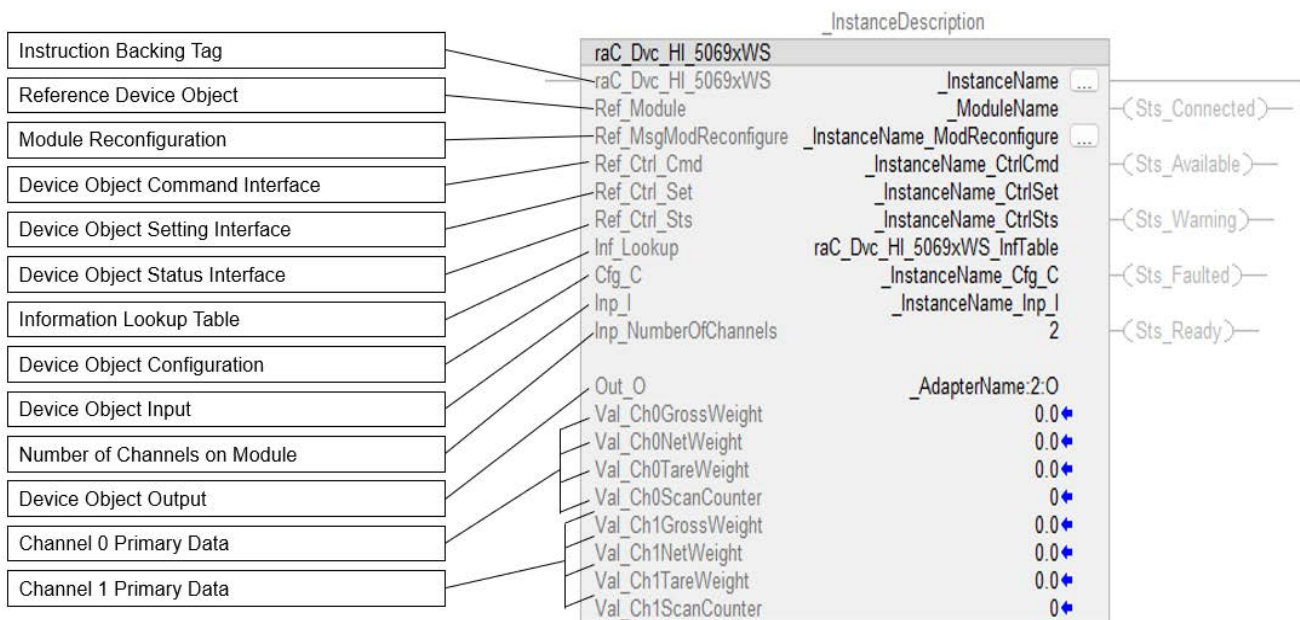 _InstanceDescription
Instruction Backing Tag
Reference Device Object
Module Reconfiguration
Device Object Command Interface
Device Object Setting Interface
Device Object Status Interface
Information Lookup Table
Device Object Configuration
Device Object Input
Number of Channels on Module
Device Object Output
Channel 0 Primary Data
Channel 1 Primary Data
raC_Dvc_HI_5069xWS
raC_Dvc_HI_5069xWS _InstanceName ...
Ref_Module _ModuleName (Sts_Connected)
Ref_MsgModReconfigure _InstanceName_ModReconfigure ...
Ref_Ctrl_Cmd _InstanceName_CtrlCmd (Sts_Available)
Ref_Ctrl_Set _InstanceName_CtrlSet
Ref_Ctrl_Sts _InstanceName_CtrlSts (Sts_Warning)
Inf_Lookup raC_Dvc_HI_5069xWS_InfTable
Cfg_C _InstanceName_Cfg_C (Sts_Faulted)
Inp_I _InstanceName_Inp_I
Inp_NumberOfChannels 2 (Sts_Ready)
Out_O _AdapterName:2:O
Val_Ch0GrossWeight 0.0
Val_Ch0NetWeight 0.0
Val_Ch0TareWeight 0.0
Val_Ch0ScanCounter 0
Val_Ch1GrossWeight 0.0
Val_Ch1NetWeight 0.0
Val_Ch1TareWeight 0.0
Val_Ch1ScanCounter 0